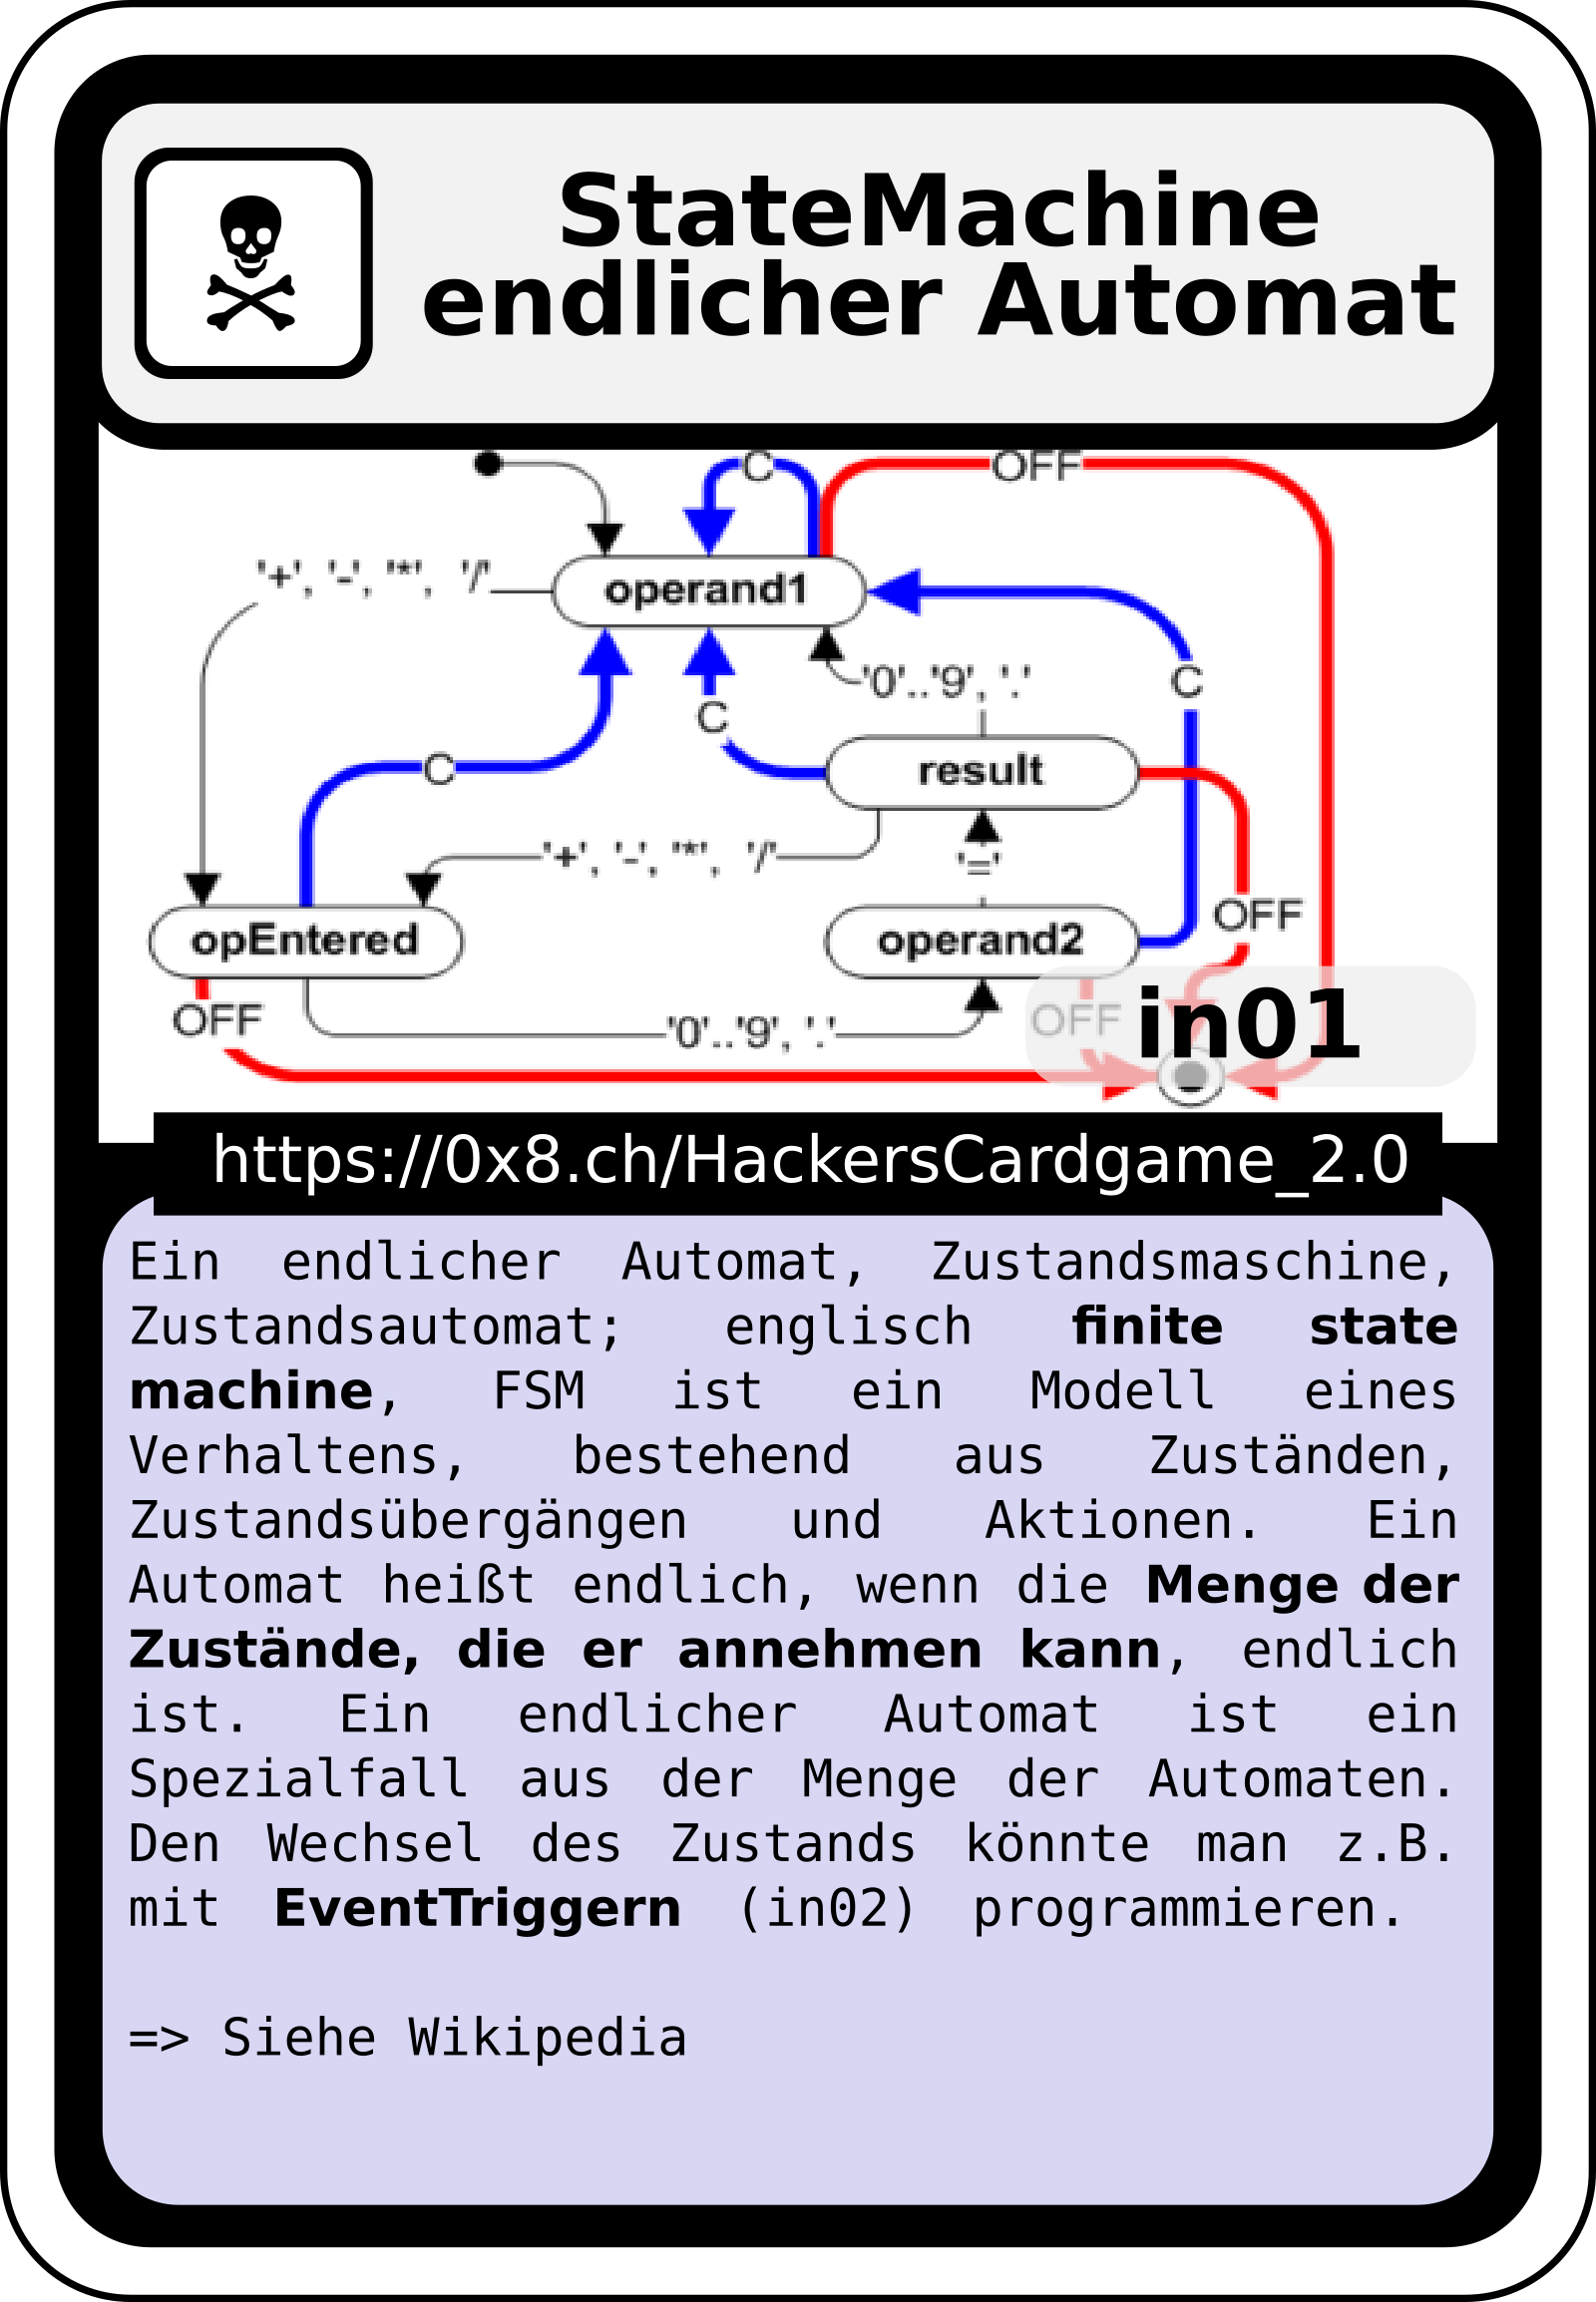 StateMachine
endlicher Automat
C
OFF
'+', '-', '*', '/'
operand1
'0'..'9', '.'
C
C
C
result
'+', '-', '*', '/'
'='
OFF
opEntered
operand2
OFF
'0'..'9', '.'
OFF
in01
https://0x8.ch/HackersCardgame_2.0
Ein endlicher Automat, Zustandsmaschine,
Zustandsautomat; englisch finite state
machine, FSM ist ein Modell eines
Verhaltens, bestehend aus Zuständen,
Zustandsübergängen und Aktionen. Ein
Automat heißt endlich, wenn die Menge der
Zustände, die er annehmen kann, endlich
ist. Ein endlicher Automat ist ein
Spezialfall aus der Menge der Automaten.
Den Wechsel des Zustands könnte man z.B.
mit EventTriggern (in02) programmieren.
=> Siehe Wikipedia